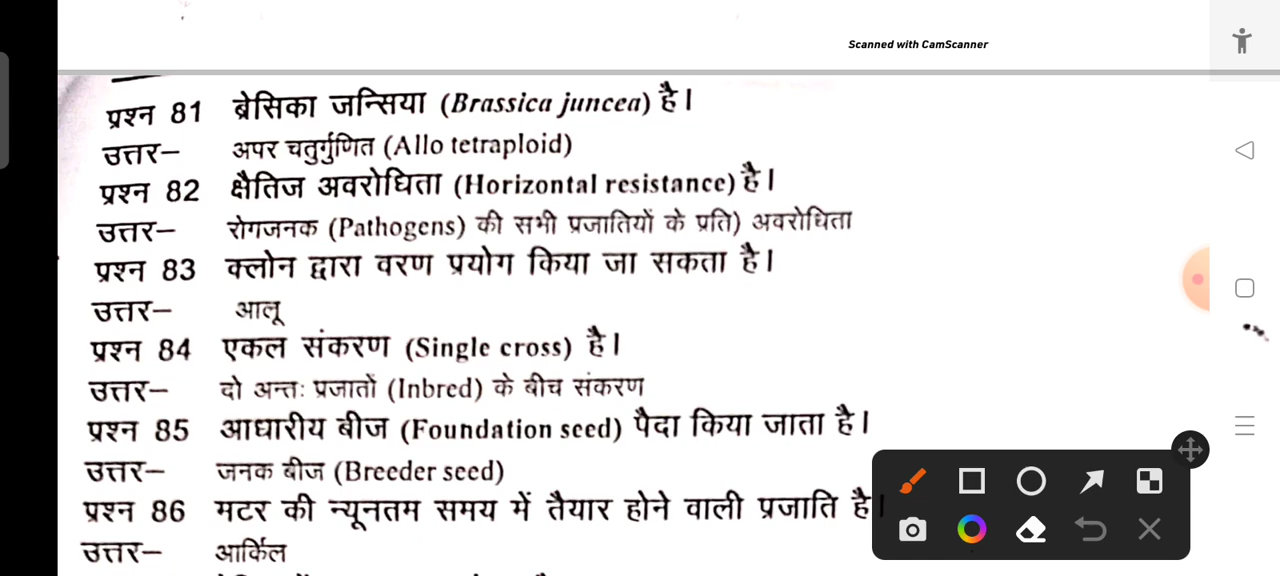 Scanned with CamScanner
प्रश्न 81 ब्रेसिका जन्सिया (Brassica juncea) है।
उत्तर– अपर चतुर्गुणित (Allo tetraploid)
प्रश्न 82 क्षैतिज अवरोधिता (Horizontal resistance) है।
उत्तर– रोगजनक (Pathogens) की सभी प्रजातियों के प्रति) अवरोधिता
प्रश्न 83 क्लोन द्वारा वरण प्रयोग किया जा सकता है।
उत्तर– आलू
प्रश्न 84 एकल संकरण (Single cross) है।
उत्तर– दो अन्तः प्रजातों (Inbred) के बीच संकरण
प्रश्न 85 आधारीय बीज (Foundation seed) पैदा किया जाता है।
उत्तर– जनक बीज (Breeder seed)
प्रश्न 86 मटर की न्यूनतम समय में तैयार होने वाली प्रजाति है।
उत्तर– आर्किल